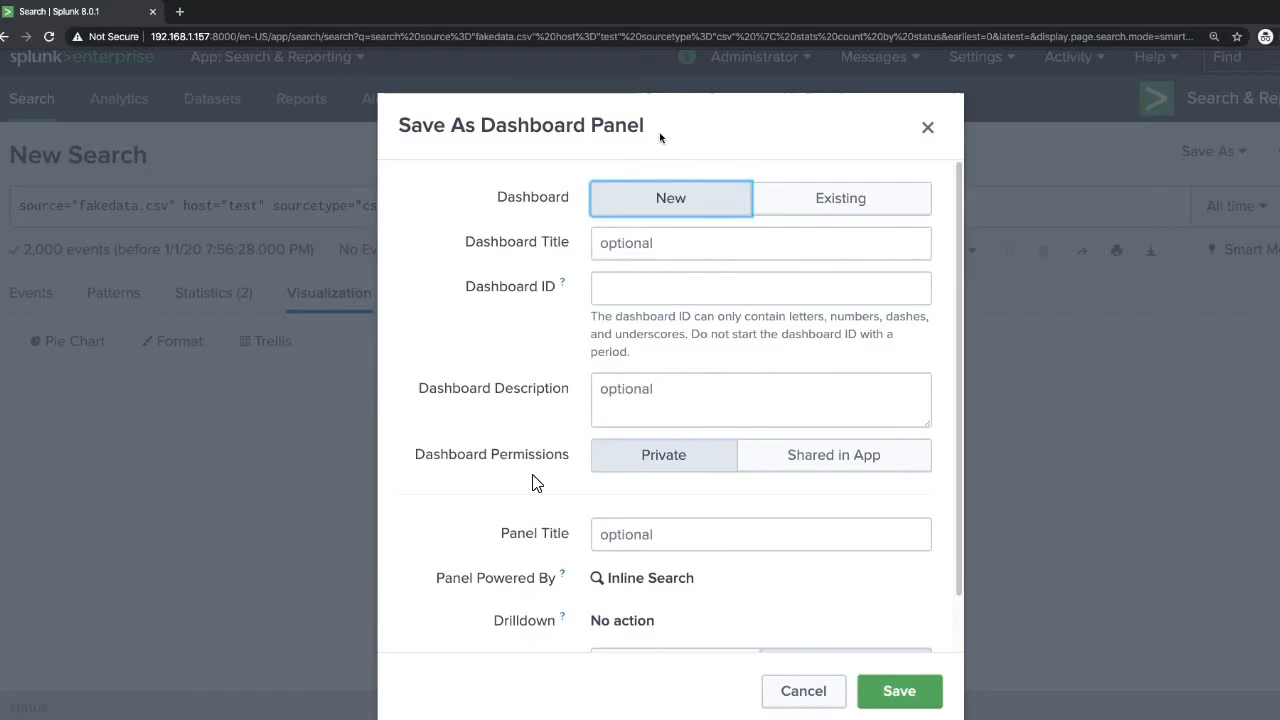 Search | Splunk 8.0.1
Not Secure | 192.168.1.157:8000/en-US/app/search/search?q=search%20source%3D"fakedata.csv"%20host%3D"test"%20sourcetype%3D"csv"%20%7C%20stats%20count%20by%20status&earliest=0&latest=&display.page.search.mode=smart...
splunk>enterprise App: Search & Reporting Administrator Messages Settings Activity Help Find
Search Analytics Datasets Reports Search & Re
New Search Save As
source="fakedata.csv" host="test" sourcetype="cs All time
2,000 events (before 1/1/20 7:56:28.000 PM) No Ev Smart M
Events Patterns Statistics (2) Visualization
Pie Chart Format Trellis
Save As Dashboard Panel
Dashboard New Existing
Dashboard Title optional
Dashboard ID ?
The dashboard ID can only contain letters, numbers, dashes,
and underscores. Do not start the dashboard ID with a
period.
Dashboard Description optional
Dashboard Permissions Private Shared in App
Panel Title optional
Panel Powered By ? Inline Search
Drilldown ? No action
Cancel Save
status